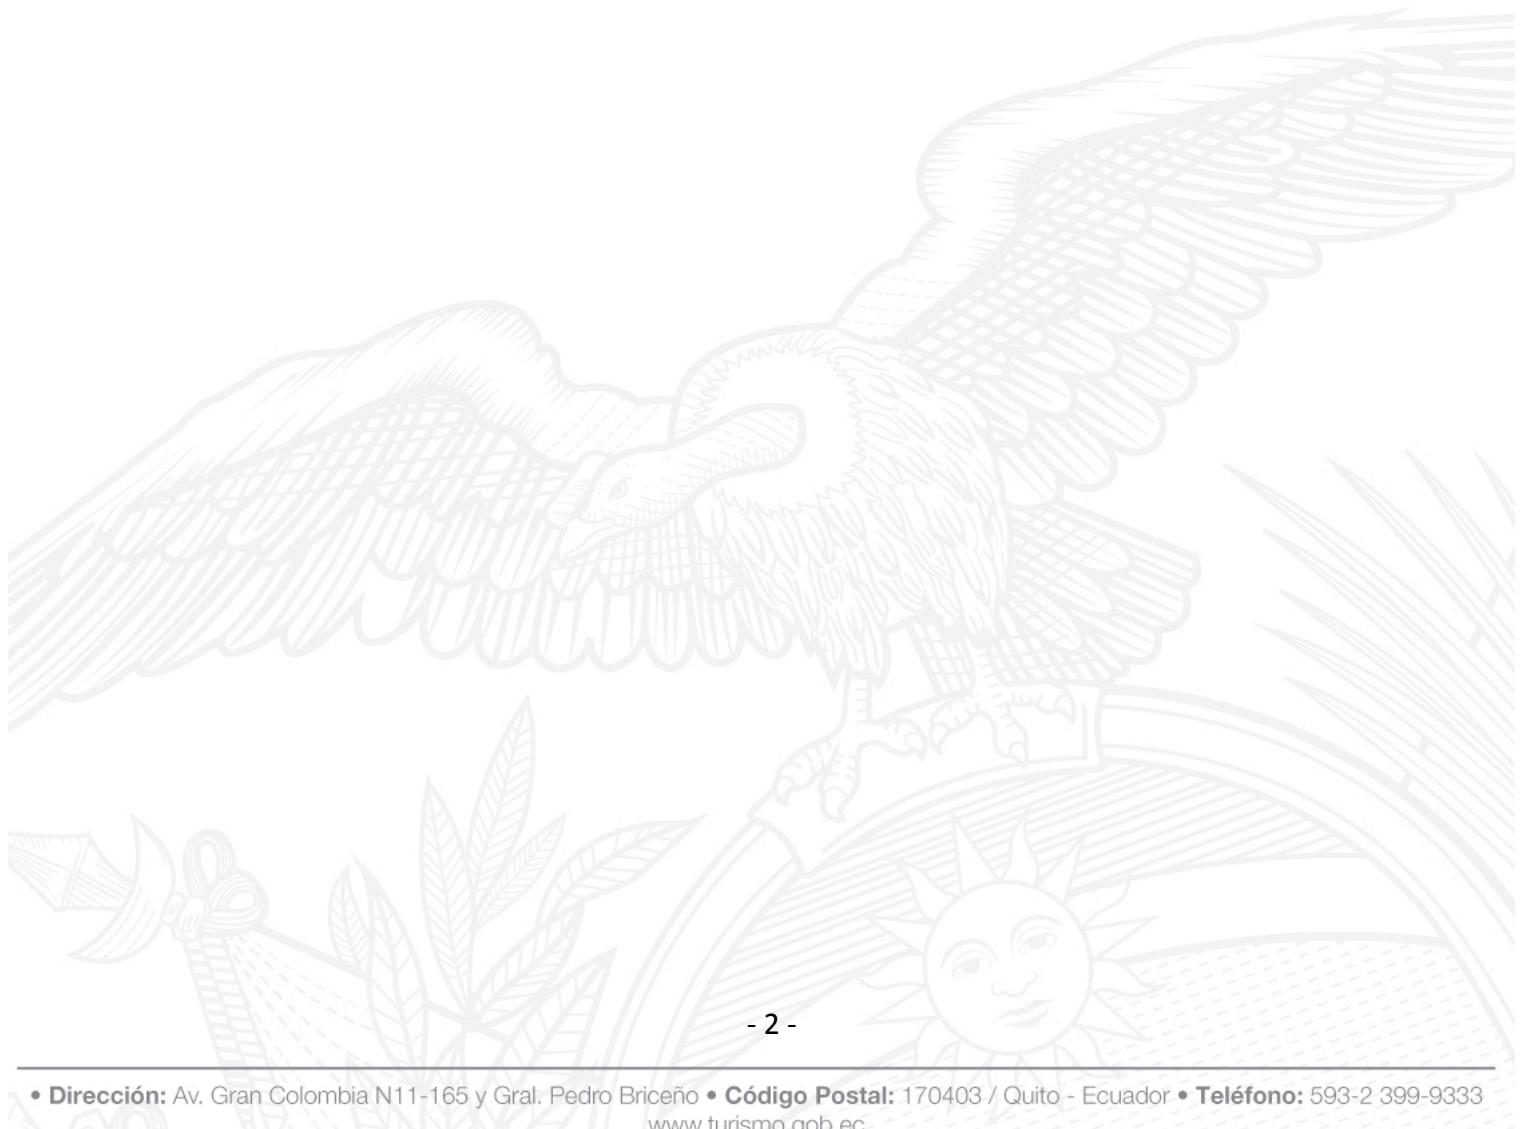 - 2 -
• Dirección: Av. Gran Colombia N11-165 y Gral. Pedro Briceño • Código Postal: 170403 / Quito - Ecuador • Teléfono: 593-2 399-9333
www.turismo.gob.ec